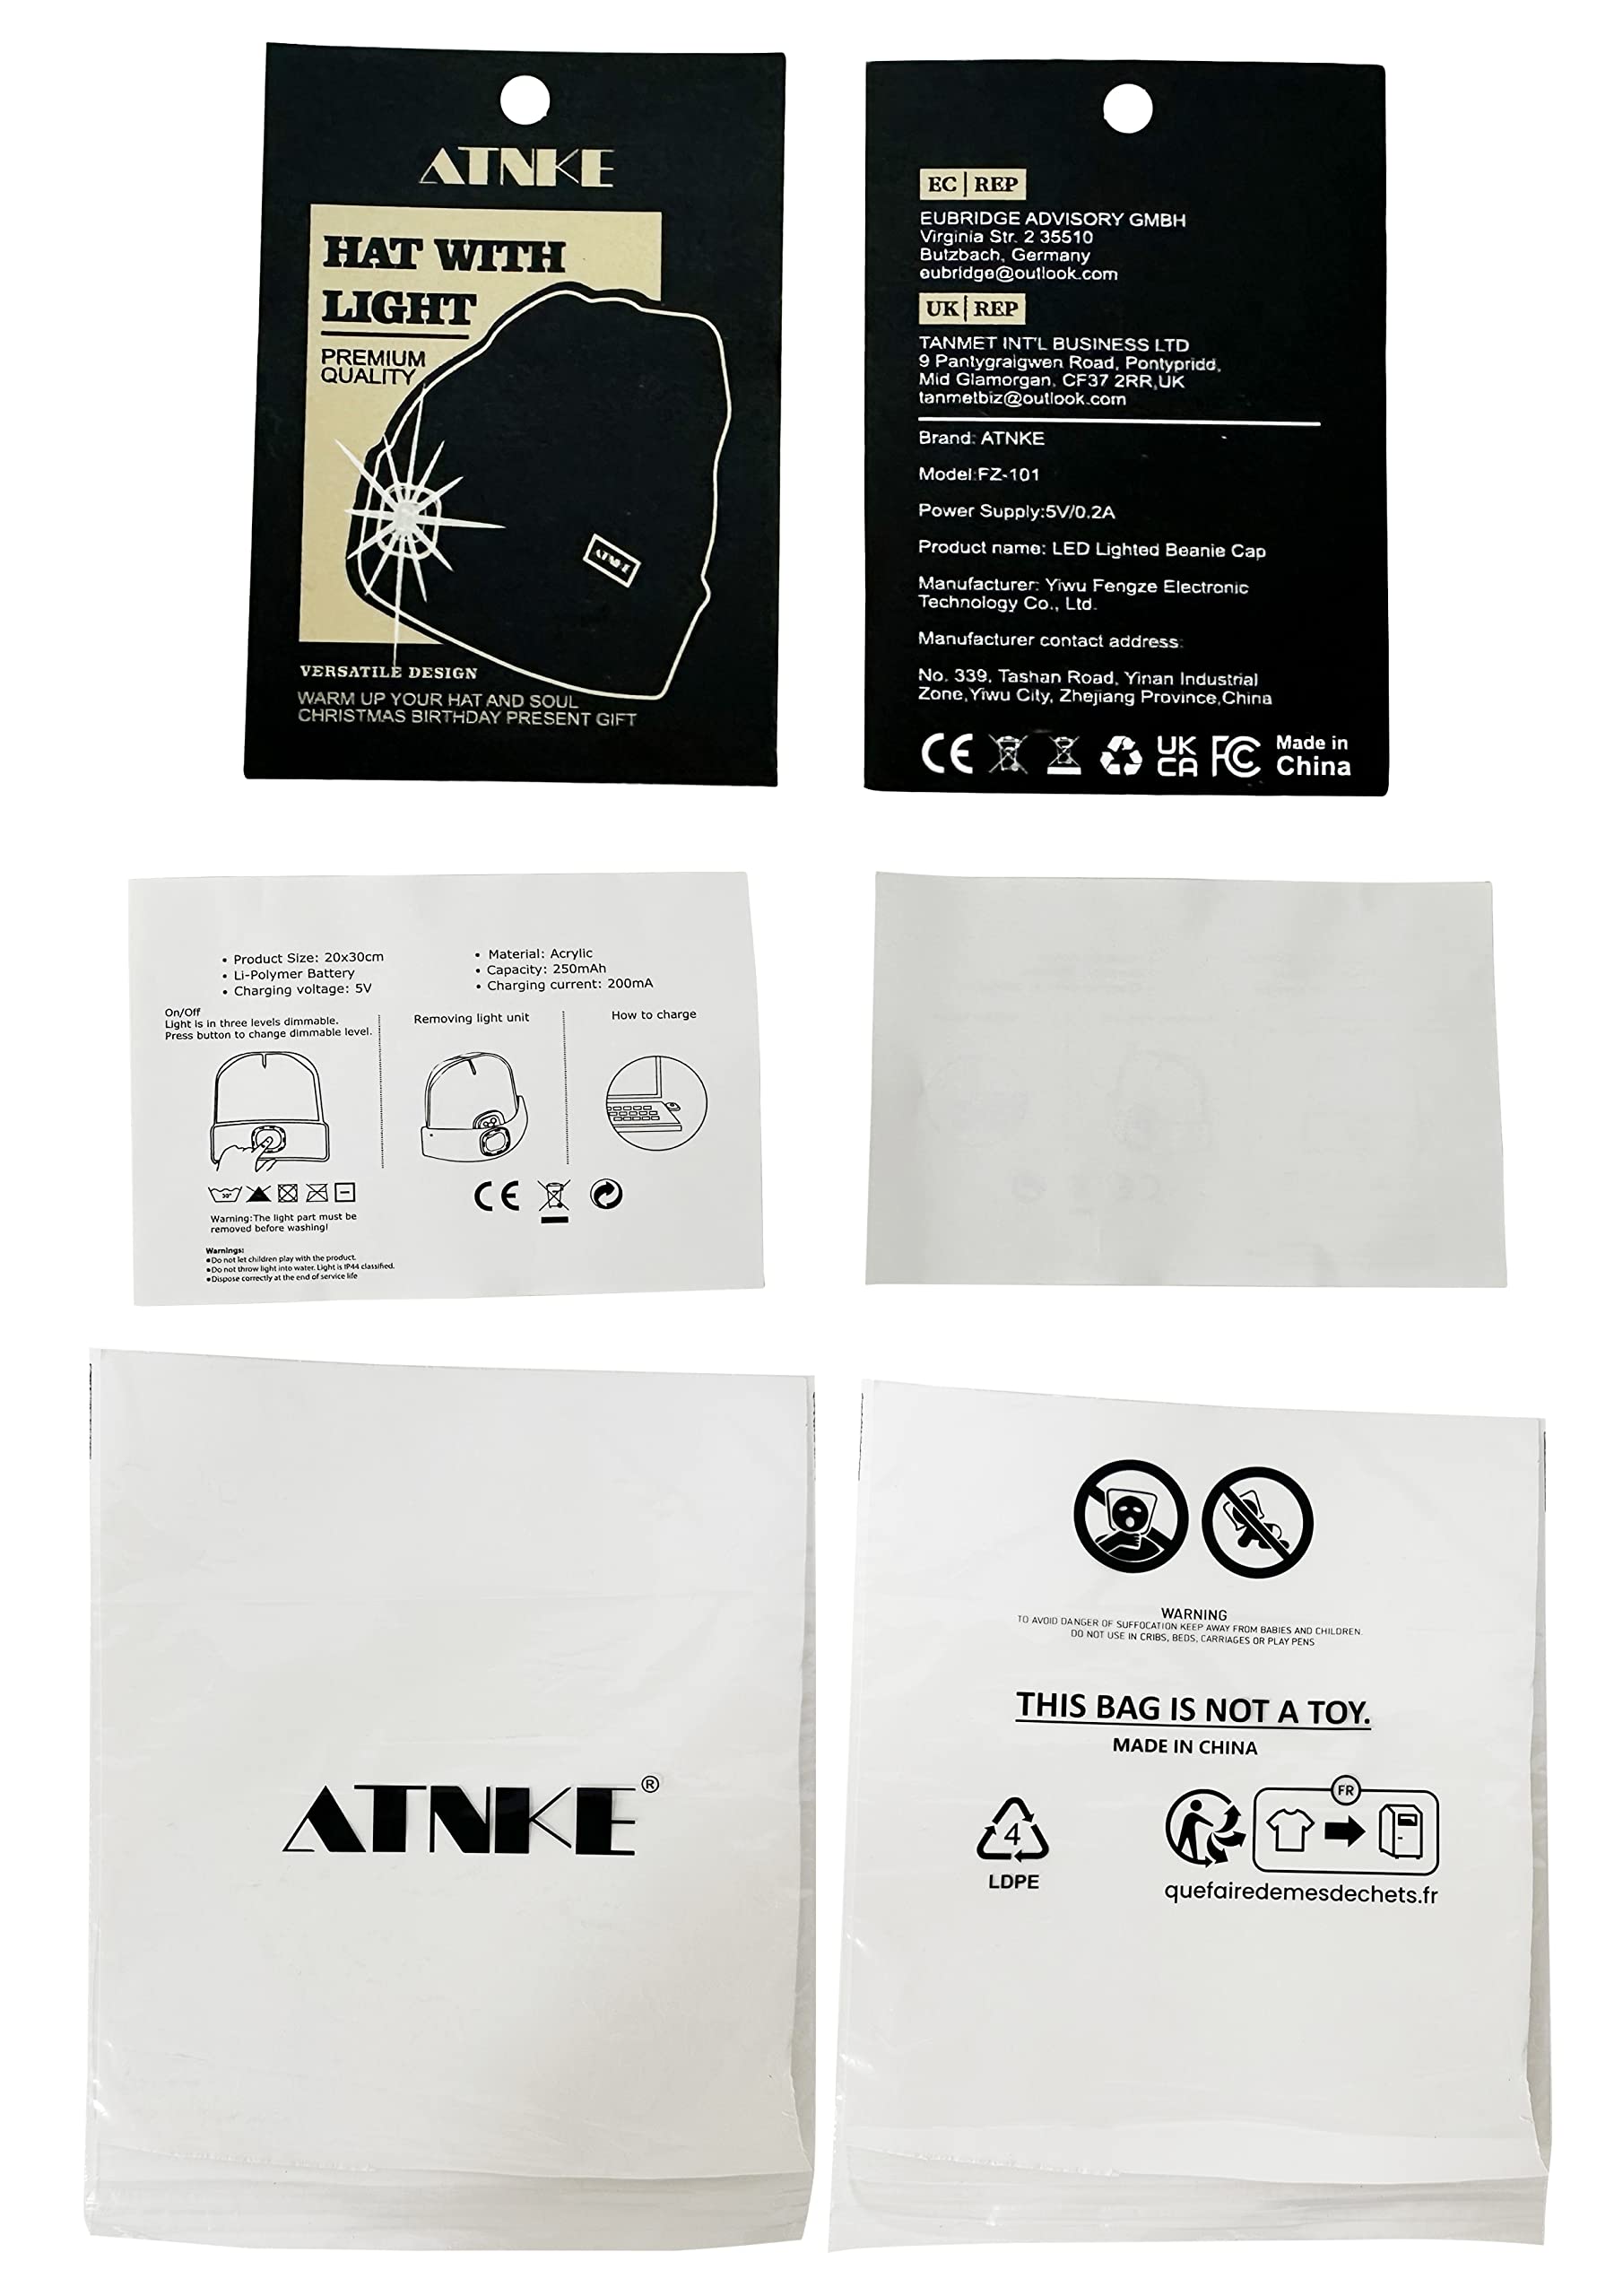 ATNKE
HAT WITH
LIGHT
PREMIUM
QUALITY
ATNKE
VERSATILE DESIGN
WARM UP YOUR HAT AND SOUL
CHRISTMAS BIRTHDAY PRESENT GIFT
EC | REP
EUBRIDGE ADVISORY GMBH
Virginia Str. 2 35510
Butzbach, Germany
eubridge@outlook.com
UK | REP
TANMET INT'L BUSINESS LTD
9 Pantygraigwen Road, Pontypridd,
Mid Glamorgan, CF37 2RR,UK
tanmetbiz@outlook.com
Brand: ATNKE
Model:FZ-101
Power Supply:5V/0.2A
Product name: LED Lighted Beanie Cap
Manufacturer: Yiwu Fengze Electronic
Technology Co., Ltd.
Manufacturer contact address:
No. 339, Tashan Road, Yinan Industrial
Zone,Yiwu City, Zhejiang Province,China
CE UK CA FC Made in
China
• Product Size: 20x30cm
• Li-Polymer Battery
• Charging voltage: 5V
• Material: Acrylic
• Capacity: 250mAh
• Charging current: 200mA
On/Off
Light is in three levels dimmable.
Press button to change dimmable level.
Removing light unit
How to charge
30°
CE
Warning:The light part must be
removed before washing!
Warnings:
•Do not let children play with the product.
•Do not throw light into water. Light is IP44 classified.
•Dispose correctly at the end of service life
ATNKE®
WARNING
TO AVOID DANGER OF SUFFOCATION KEEP AWAY FROM BABIES AND CHILDREN.
DO NOT USE IN CRIBS, BEDS, CARRIAGES OR PLAY PENS
THIS BAG IS NOT A TOY.
MADE IN CHINA
4
LDPE
FR
quefairedemesdechets.fr